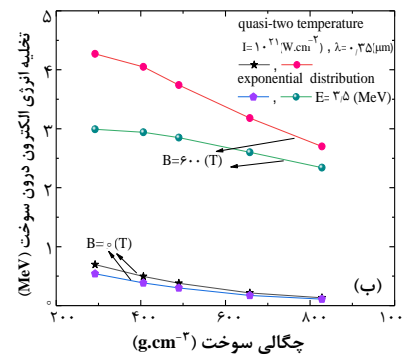 quasi-two temperature
I=۱۰^۲۱(W.cm^-۲) , λ=۰/۳۵(μm)
,
exponential distribution
, E= ۳/۵ (MeV)
B=۶۰۰ (T)
B= ۰ (T)
(ب)
۵
۴
۳
۲
۱
۰
۲۰۰ ۴۰۰ ۶۰۰ ۸۰۰ ۱۰۰۰
تخلیه انرژی الکترون درون سوخت (MeV)
چگالی سوخت (g.cm^-۳)